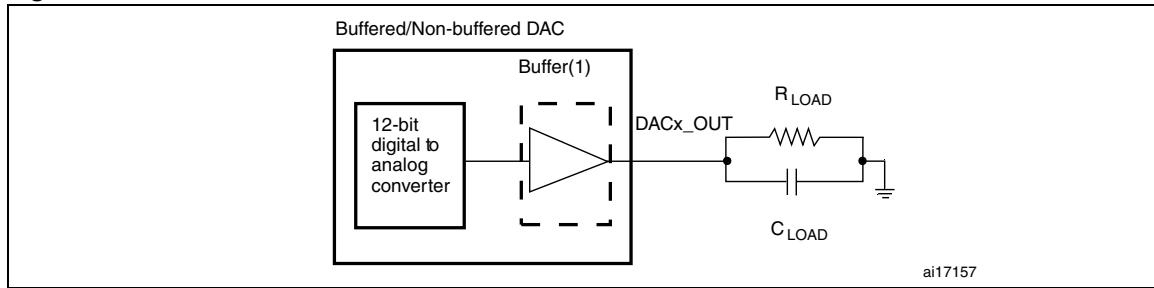 Buffered/Non-buffered DAC
Buffer(1)
12-bit
digital to
analog
converter
DACx_OUT
R LOAD
C LOAD
ai17157